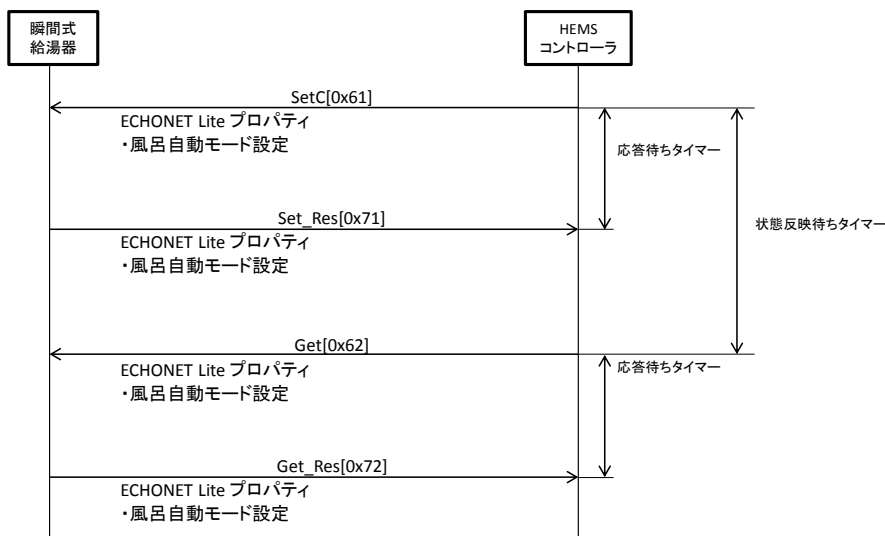 瞬間式
給湯器
HEMS
コントローラ
SetC[0x61]
ECHONET Lite プロパティ
・風呂自動モード設定
応答待ちタイマー
状態反映待ちタイマー
Set_Res[0x71]
ECHONET Lite プロパティ
・風呂自動モード設定
Get[0x62]
ECHONET Lite プロパティ
・風呂自動モード設定
応答待ちタイマー
Get_Res[0x72]
ECHONET Lite プロパティ
・風呂自動モード設定